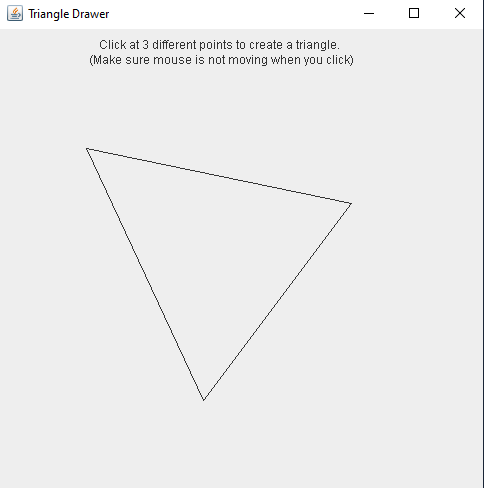 Triangle Drawer
Click at 3 different points to create a triangle.
(Make sure mouse is not moving when you click)